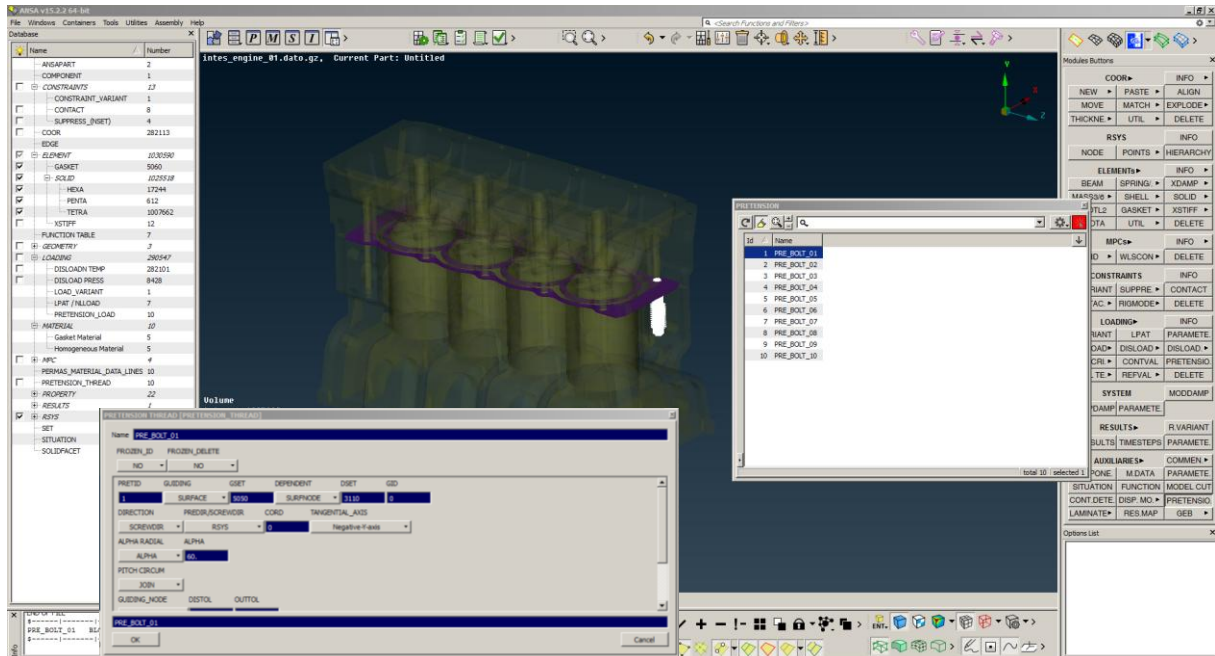 ANSA v15.2.2 64-bit
File Windows Containers Tools Utilities Assembly Help
<Search Functions and Filters>
Database
Name Number
ANSAPART 2
COMPONENT 1
CONSTRAINTS 13
CONSTRAINT_VARIANT 1
CONTACT 8
SUPPRESS_(NSET) 4
COOR 282113
EDGE
ELEMENT 1030590
GASKET 5060
SOLID 1025518
HEXA 17244
PENTA 612
TETRA 1007662
XSTIFF 12
FUNCTION TABLE 7
GEOMETRY 3
LOADING 290547
DISLOADN TEMP 282101
DISLOAD PRESS 8428
LOAD_VARIANT 1
LPAT / NLLOAD 7
PRETENSION_LOAD 10
MATERIAL 10
Gasket Material 5
Homogeneous Material 5
MPC 4
PERMAS_MATERIAL_DATA_LINES 10
PRETENSION_THREAD 10
PROPERTY 22
RESULTS 1
RSYS
SET
SITUATION
SOLIDFACET
intes_engine_01.dato.gz, Current Part: Untitled
Y
X
Z
Volume
PRETENSION
Id Name
1 PRE_BOLT_01
2 PRE_BOLT_02
3 PRE_BOLT_03
4 PRE_BOLT_04
5 PRE_BOLT_05
6 PRE_BOLT_06
7 PRE_BOLT_07
8 PRE_BOLT_08
9 PRE_BOLT_09
10 PRE_BOLT_10
total 10 selected 1
PRETENSION THREAD [PRETENSION_THREAD]
Name PRE_BOLT_01
FROZEN_ID FROZEN_DELETE
NO NO
PRETID GUIDING GSET DEPENDENT DSET GID
1 SURFACE 5050 SURFNODE 3110 0
DIRECTION PREDIR/SCREWDIR CORD TANGENTIAL_AXIS
SCREWDIR RSYS 0 Negative-Y-axis
ALPHA RADIAL ALPHA
ALPHA 60.
PITCH CIRCUM
JOIN
GUIDING_NODE DISTOL OUTTOL
PRE_BOLT_01
OK Cancel
Info
PRE_BOLT_01
ENT.
Modules Buttons
COOR INFO
NEW PASTE ALIGN
MOVE MATCH EXPLODE
THICKNE. UTIL DELETE
RSYS INFO
NODE POINTS HIERARCHY
ELEMENTs INFO
BEAM SPRING/. XDAMP
SHELL SOLID
GASKET XSTIFF
UTIL DELETE
MPCs INFO
WLSCON DELETE
CONSTRAINTS INFO
SUPPRE. CONTACT
RIGMODE DELETE
LOADING INFO
LPAT PARAMETE.
DISLOAD DISLOAD.
CONTVAL PRETENSIO.
REFVAL DELETE
SYSTEM MODDAMP
PARAMETE.
RESULTS R.VARIANT
TIMESTEPS PARAMETE.
AUXILIARIES COMMEN.
M.DATA PARAMETE.
SITUATION FUNCTION MODEL CUT
CONT.DETE. DISP. MO. PRETENSIO.
LAMINATE RES.MAP GEB
Options List